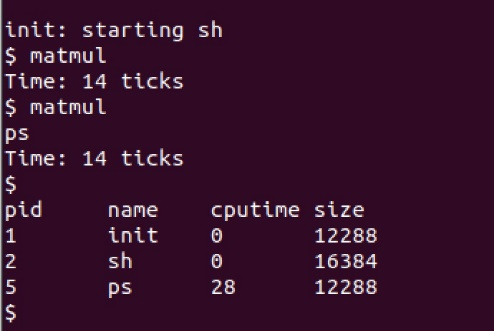 init: starting sh
$ matmul
Time: 14 ticks
$ matmul
ps
Time: 14 ticks
$
pid name cputime size
1 init 0 12288
2 sh 0 16384
5 ps 28 12288
$